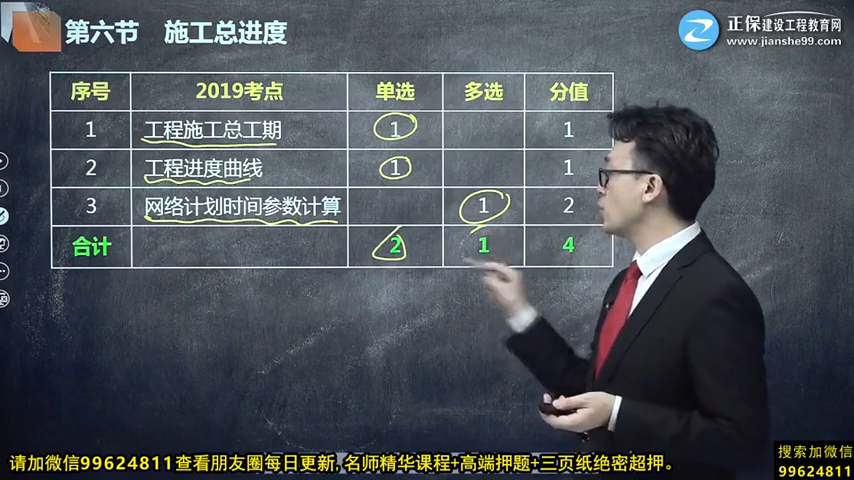 第六节 施工总进度
正保建设工程教育网
www.jianshe99.com
序号 2019考点 单选 多选 分值
1 工程施工总工期 1 1
2 工程进度曲线 1 1
3 网络计划时间参数计算 1 2
合计 2 1 4
请加微信99624811查看朋友圈每日更新,名师精华课程+高端押题+三页纸绝密超押。
搜索加微信
99624811